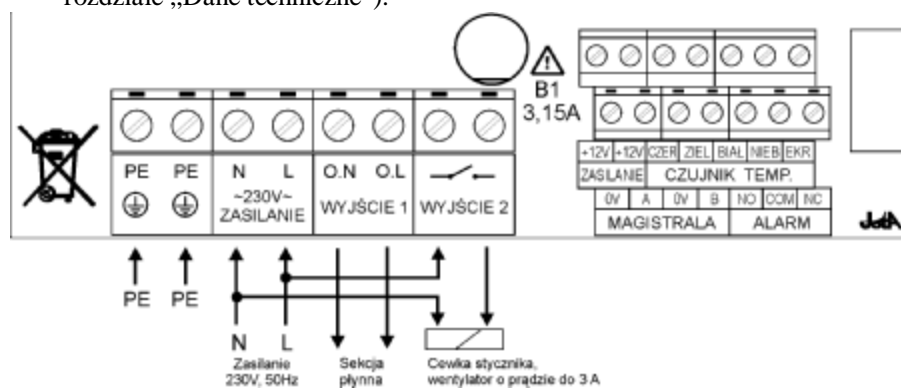 rozdziale „Dane techniczne”).
B1
3,15A
PE PE N L O.N O.L
~230V~
ZASILANIE
WYJŚCIE 1
WYJŚCIE 2
+12V +12V CZER ZIEL BIAŁ NIEB EKR
ZASILANIE CZUJNIK TEMP.
0V A 0V B NO COM NC
MAGISTRALA ALARM
JotA
PE PE
N L
Zasilanie
230V, 50Hz
Sekcja
płynna
Cewka stycznika,
wentylator o prądzie do 3 A